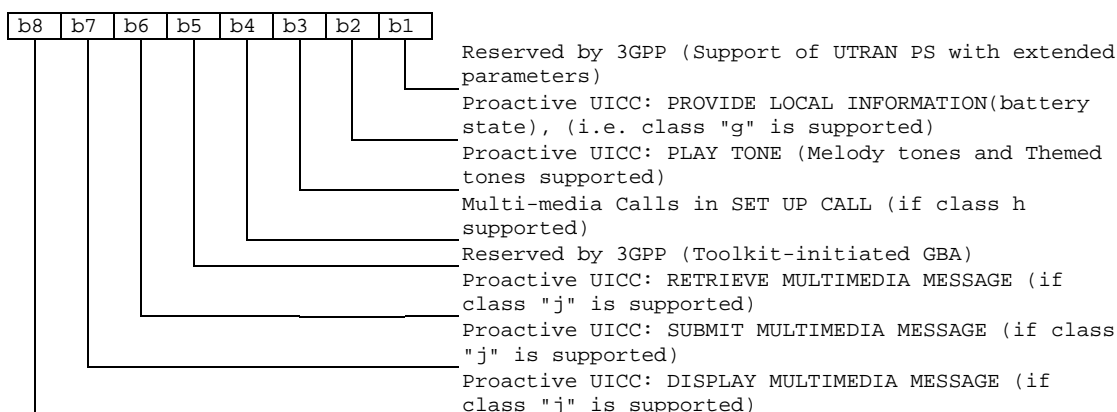 b8 b7 b6 b5 b4 b3 b2 b1
Reserved by 3GPP (Support of UTRAN PS with extended
parameters)
Proactive UICC: PROVIDE LOCAL INFORMATION(battery
state), (i.e. class "g" is supported)
Proactive UICC: PLAY TONE (Melody tones and Themed
tones supported)
Multi-media Calls in SET UP CALL (if class h
supported)
Reserved by 3GPP (Toolkit-initiated GBA)
Proactive UICC: RETRIEVE MULTIMEDIA MESSAGE (if
class "j" is supported)
Proactive UICC: SUBMIT MULTIMEDIA MESSAGE (if class
"j" is supported)
Proactive UICC: DISPLAY MULTIMEDIA MESSAGE (if
class "j" is supported)